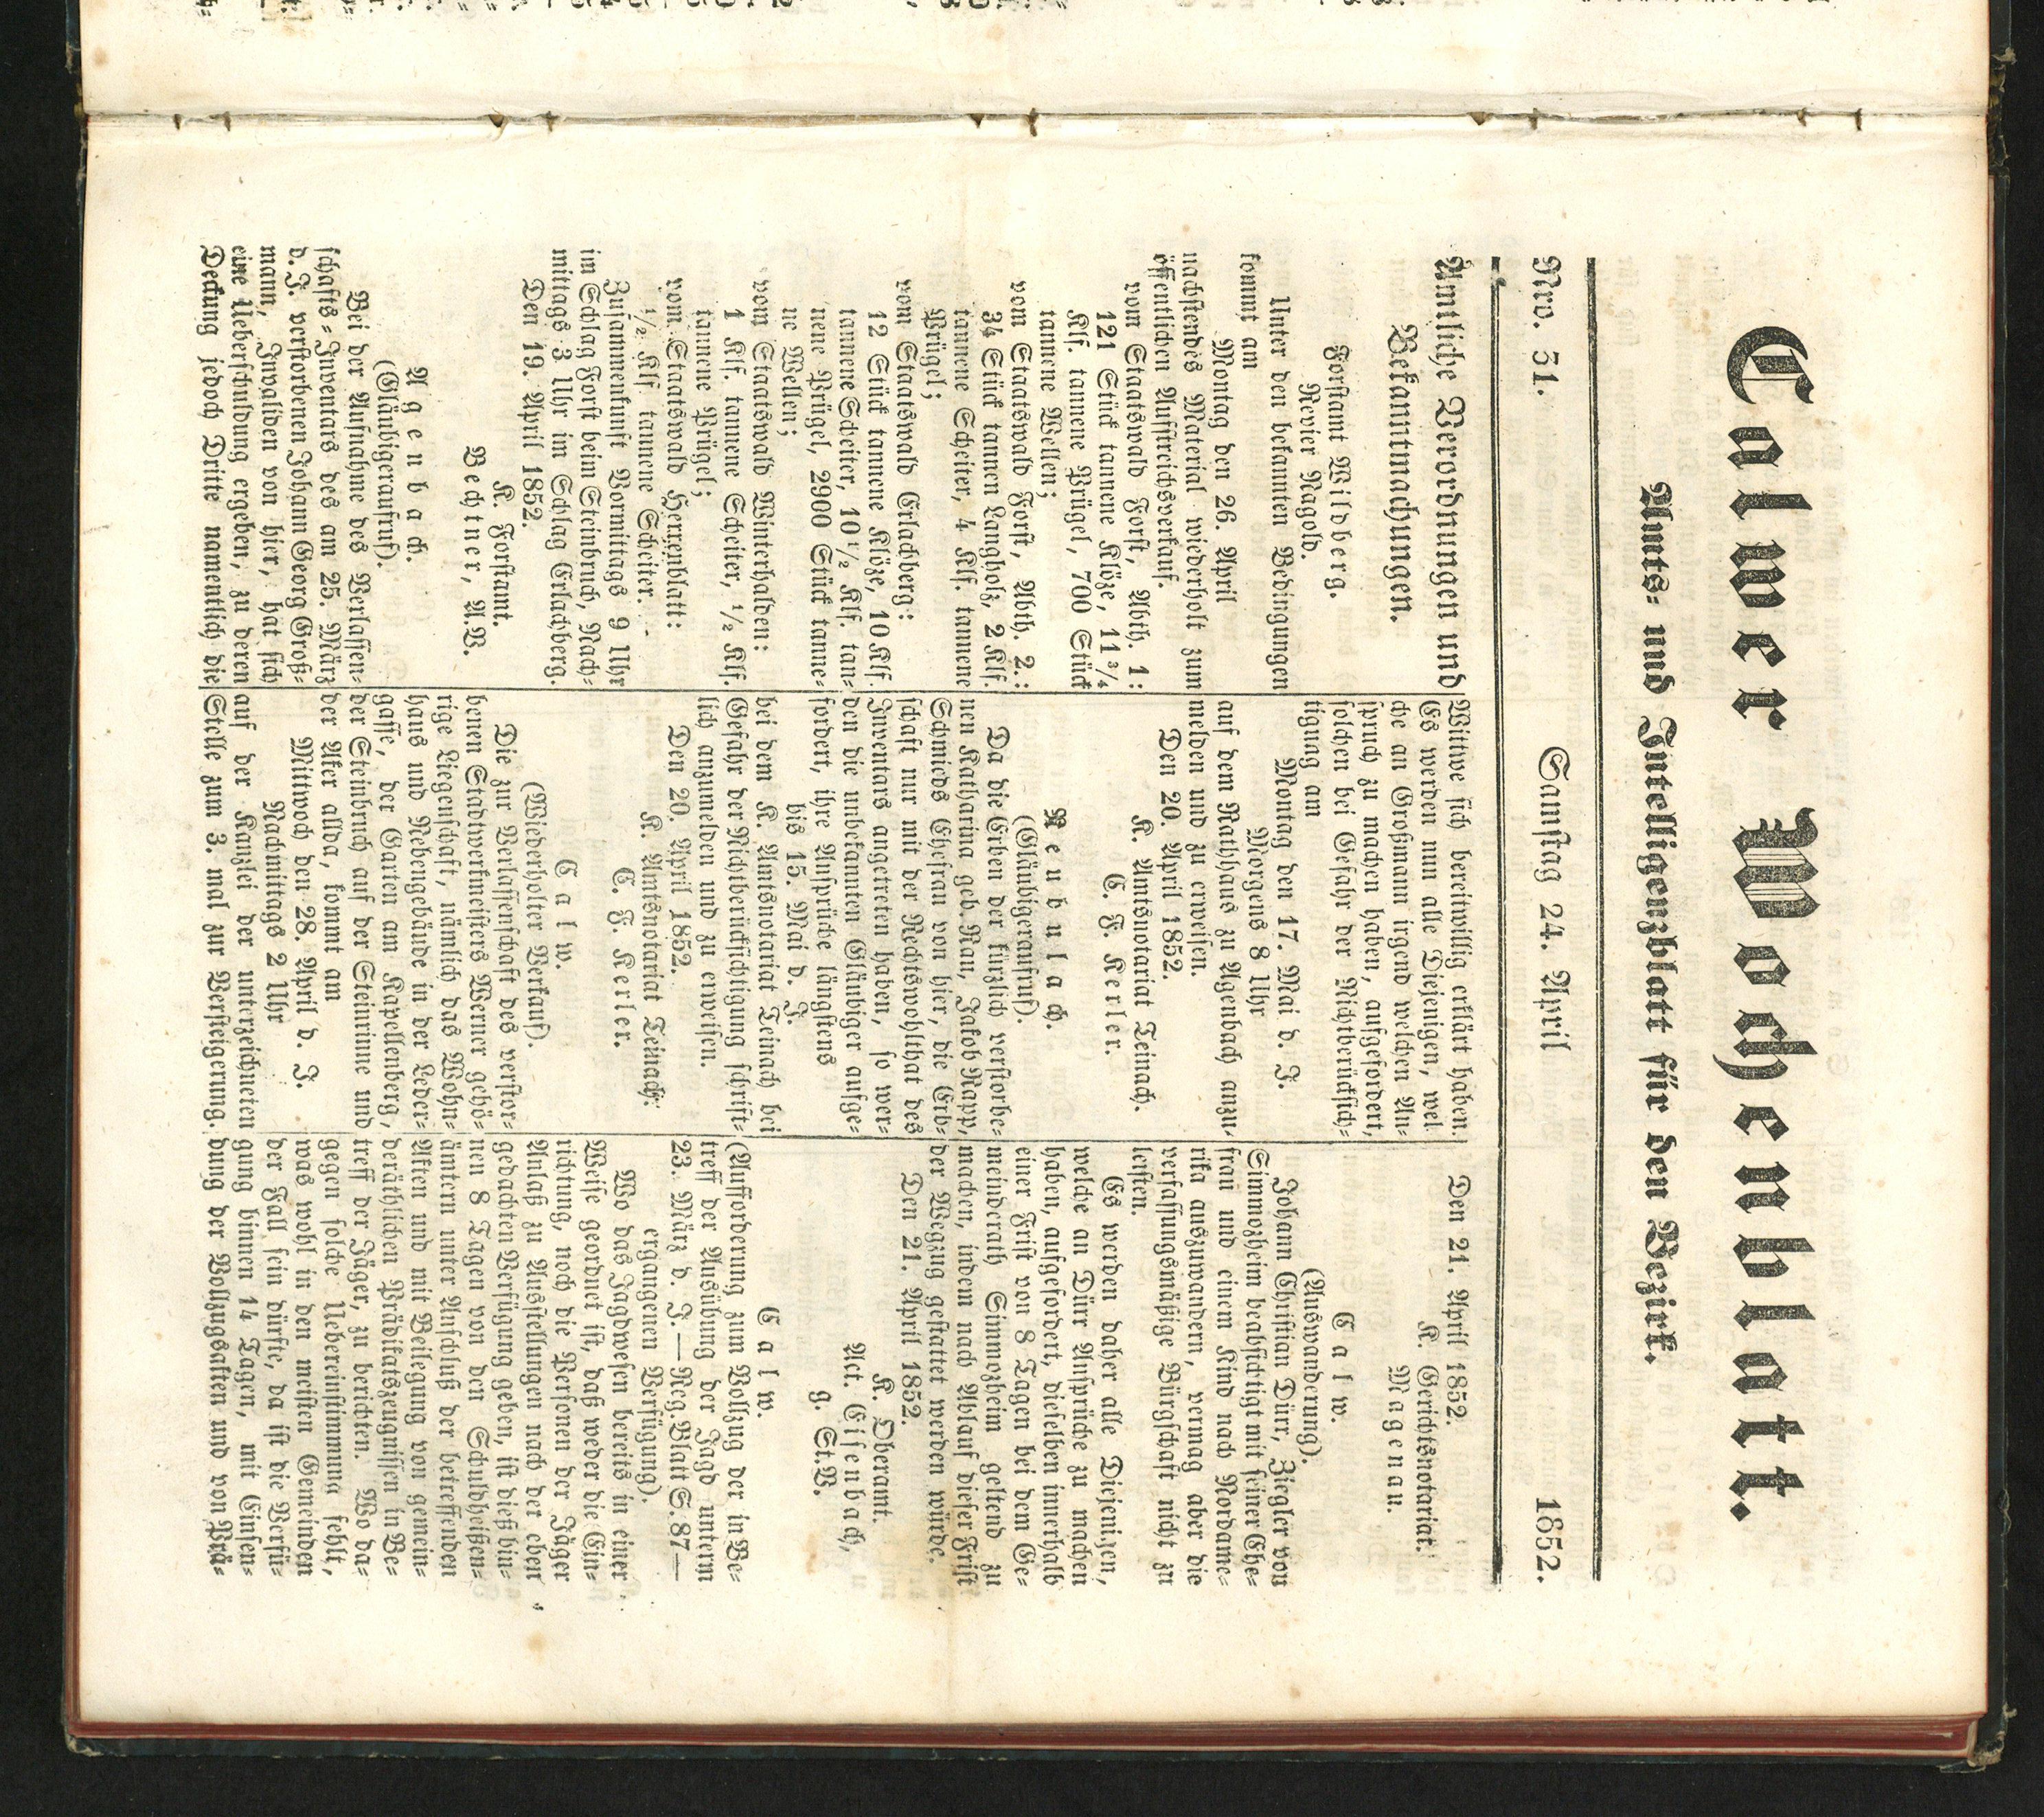 Calwer Wochenblatt.
Amts- und Intelligenzblatt für den Bezirk.
Nro. 31. Samstag 24. April 1852.
Amtliche Verordnungen und
Bekanntmachungen.
Forstamt Wildberg.
Revier Nagold.
Unter den bekannten Bedingungen
kommt am
Montag den 26. April
nachstendes Material wiederholt zum
öffentlichen Aufstreichsverkauf.
vom Staatswald Forst, Abth. 1:
121 Stück tannene Klöze, 11¾
Klf. tannene Prügel, 700 Stück
tannene Wellen;
vom Staatswald Forst, Abth. 2.:
34 Stück tannen Langholz, 2 Klf.
tannene Scheiter, 4 Klf. tannene
Prügel;
vom Staatswald Erlachberg:
12 Stück tannene Klöze, 10 Klf.
tannene Scheiter, 10½ Klf. tan-
nene Prügel, 2900 Stück tanne-
ne Wellen;
vom Staatswald Winterhalden:
1 Klf. tannene Scheiter, ½ Klf.
tannene Prügel;
vom Staatswald Herrenblatt:
½ Klf tannene Scheiter.
Zusammenkunft Vormittags 9 Uhr
im Schlag Forst beim Steinbruch, Nach-
mittags 3 Uhr im Schlag Erlachberg.
Den 19. April 1852.
K. Forstamt.
Bechtner, A.V.
Agenbach.
(Gläubigeraufruf).
Bei der Aufnahme des Verlassen-
schafts-Inventars des am 25. März
d. J. verstorbenen Johann Georg Groß-
mann, Invaliden von hier, hat sich
eine Ueberschuldung ergeben, zu deren
Deckung jedoch Dritte namentlich die
Wittwe sich bereitwillig erklärt haben.
Es werden nun alle Diejenigen, wel
che an Großmann irgend welchen An-
spruch zu machen haben, aufgefordert,
solchen bei Gefahr der Nichtberücksich-
tigung am
Montag den 17. Mai d. J.
Morgens 8 Uhr
auf dem Rathhaus zu Agenbach anzu-
melden und zu erweisen.
Den 20. April 1852.
K. Amtsnotariat Teinach.
C. F. Kerler.
Neubulach.
(Gläubigeraufruf).
Da die Erben der kürzlich verstorbe-
nen Katharina geb. Rau, Jakob Rapp,
Schmieds Ehefrau von hier, die Erb-
schaft nur mit der Rechtswohlthat des
Inventars angetreten haben, so wer-
den die unbekannten Gläubiger aufge-
fordert, ihre Ansprüche längstens
bis 15. Mai d. J.
bei dem K. Amtsnotariat Teinach bei
Gefahr der Nichtberücksichtigung schrift-
lich anzumelden und zu erweisen.
Den 20. April 1852.
K. Amtsnotariat Teinach:
C. F. Kerler.
Calw.
(Wiederholter Verkauf).
Die zur Verlassenschaft des verstor-
benen Stadtwerkmeisters Werner gehö-
rige Liegenschaft, nämlich das Wohn-
haus und Nebengebäude in der Leder-
gasse, der Garten am Kapellenberg,
der Steinbruch auf der Steinrinne und
der Aker allda, kommt am
Mittwoch den 28. April d. J.
Nachmittags 2 Uhr
auf der Kanzlei der unterzeichneten
Stelle zum 3. mal zur Versteigerung.
Den 21. April 1852.
K. Gerichtsnotariat.
Magenau.
Calw.
(Auswanderung).
Johann Christian Dürr, Ziegler von
Simmozheim beabsichtigt mit seiner Ehe-
frau und einem Kind nach Nordame-
rika auszuwandern, vermag aber die
verfassungsmäßige Bürgschaft nicht zu
leisten.
Es werden daher alle Diejenigen,
welche an Dürr Ansprüche zu machen
haben, aufgefordert, dieselben innerhalb
einer Frist von 8 Tagen bei dem Ge-
meinderath Simmozheim geltend zu
machen, indem nach Ablauf dieser Frist
der Wegzug gestattet werden würde.
Den 21. April 1852.
K. Oberamt.
Act. Eisenbach,
g. St.V.
Calw.
(Aufforderung zum Vollzug der in Be-
treff der Ausübung der Jagd unterm
23. März d. J. — Reg.Blatt S. 87 —
ergangenen Verfügung).
Wo das Jagdwesen bereits in einer
Weise geordnet ist, daß weder die Ein-
richtung, noch die Personen der Jäger
Anlaß zu Ausstellungen nach der eben
gedachten Verfügung geben, ist dieß bin-
nen 8 Tagen von den Schuldheißen-
ämtern unter Anschluß der betreffenden
Akten und mit Beilegung von gemein-
deräthlichen Prädikatszeugnissen in Be-
treff der Jäger, zu berichten. Wo da-
gegen solche Uebereinstimmung fehlt,
was wohl in den meisten Gemeinden
der Fall sein dürfte, da ist die Verfü-
gung binnen 14 Tagen, mit Einsen-
dung der Vollzugsakten und von Prä-